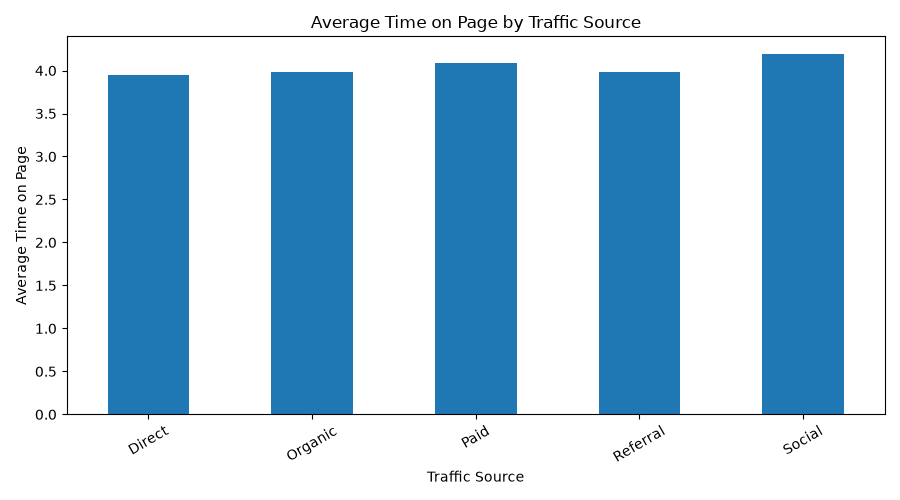 Average Time on Page by Traffic Source
Average Time on Page
4.0
3.5
3.0
2.5
2.0
1.5
1.0
0.5
0.0
Direct
Organic
Paid
Referral
Social
Traffic Source